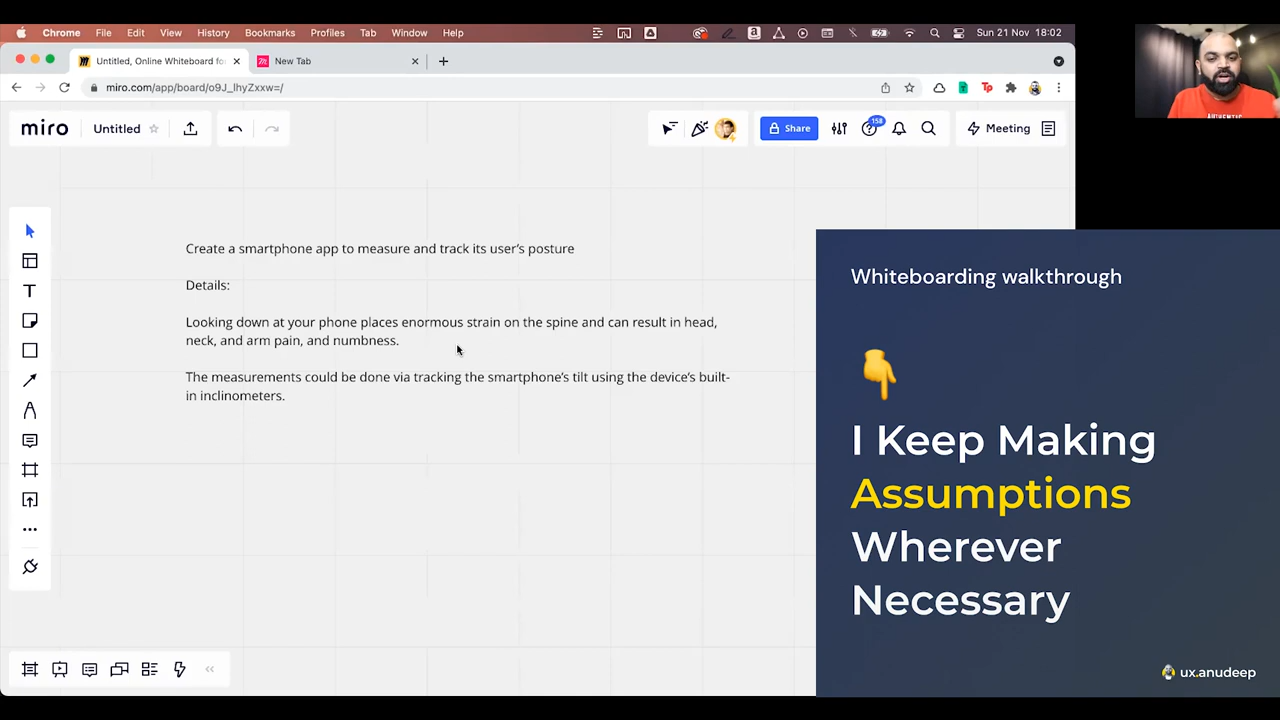 Chrome File Edit View History Bookmarks Profiles Tab Window Help
Sun 21 Nov 18:02
Untitled, Online Whiteboard fo
New Tab
miro.com/app/board/o9J_lhyZxxw=/
Tp
miro
Untitled
Share
158
Meeting
Create a smartphone app to measure and track its user's posture
Details:
Looking down at your phone places enormous strain on the spine and can result in head,
neck, and arm pain, and numbness.
The measurements could be done via tracking the smartphone's tilt using the device's built-
in inclinometers.
AUTHENTIC
Whiteboarding walkthrough
I Keep Making
Assumptions
Wherever
Necessary
ux.anudeep